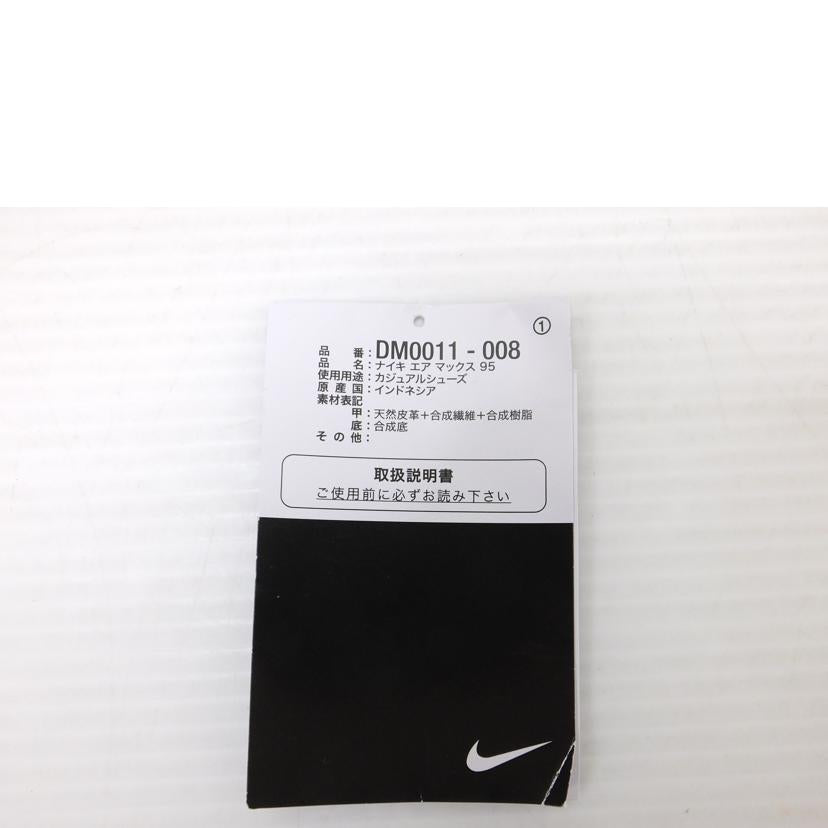 ①
品番：DM0011 - 008
品名：ナイキ エア マックス 95
使用用途：カジュアルシューズ
原産国：インドネシア
素材表記
甲：天然皮革＋合成繊維＋合成樹脂
底：合成底
その他：
取扱説明書
ご使用前に必ずお読み下さい